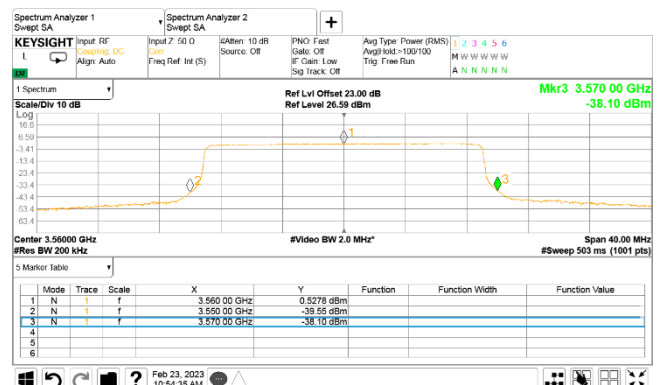 Spectrum Analyzer 1
Swept SA
Spectrum Analyzer 2
Swept SA
KEYSIGHT Input: RF Input Z: 50 Ω #Atten: 10 dB PNO: Fast Avg Type: Power (RMS) 1 2 3 4 5 6
L Coupling: DC Corr Source: Off Gate: Off Avg|Hold:>100/100 M W W W W W
Align: Auto Freq Ref: Int (S) IF Gain: Low Trig: Free Run
Sig Track: Off A N N N N N
1 Spectrum
Scale/Div 10 dB
Ref Lvl Offset 23.00 dB
Ref Level 26.59 dBm
Mkr3 3.570 00 GHz
-38.10 dBm
Log
16.6
6.59
-3.41
-13.4
-23.4
-33.4
-43.4
-53.4
-63.4
1
2
3
Center 3.56000 GHz #Video BW 2.0 MHz* Span 40.00 MHz
#Res BW 200 kHz #Sweep 503 ms (1001 pts)
5 Marker Table
Mode Trace Scale X Y Function Function Width Function Value
1 N 1 f 3.560 00 GHz 0.5278 dBm
2 N 1 f 3.550 00 GHz -39.55 dBm
3 N 1 f 3.570 00 GHz -38.10 dBm
4
5
6
? Feb 23, 2023
10:54:35 AM